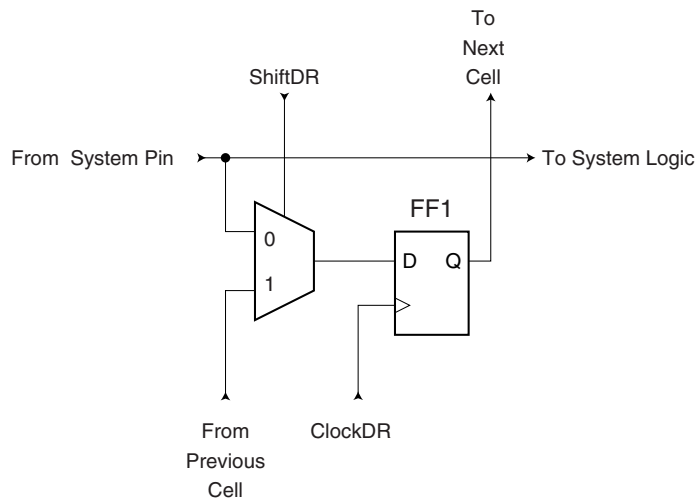 To
Next
Cell
ShiftDR
From System Pin
To System Logic
FF1
0
D Q
1
From
Previous
Cell
ClockDR